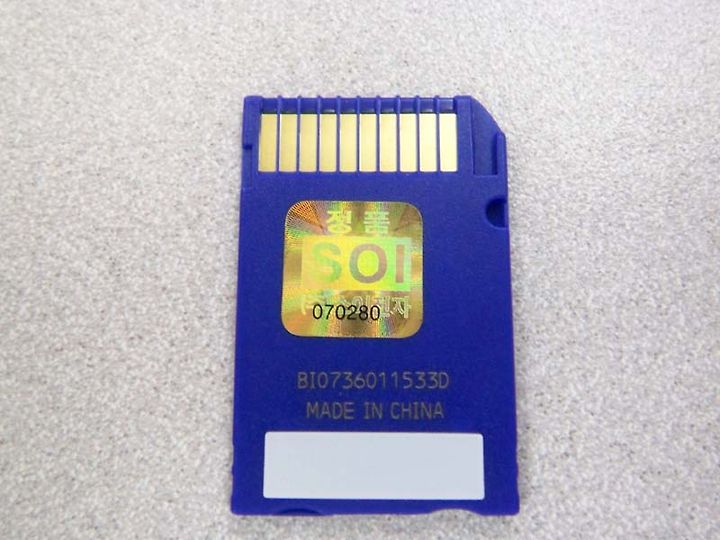 정품
SOI
070280
BI0736011533D
MADE IN CHINA